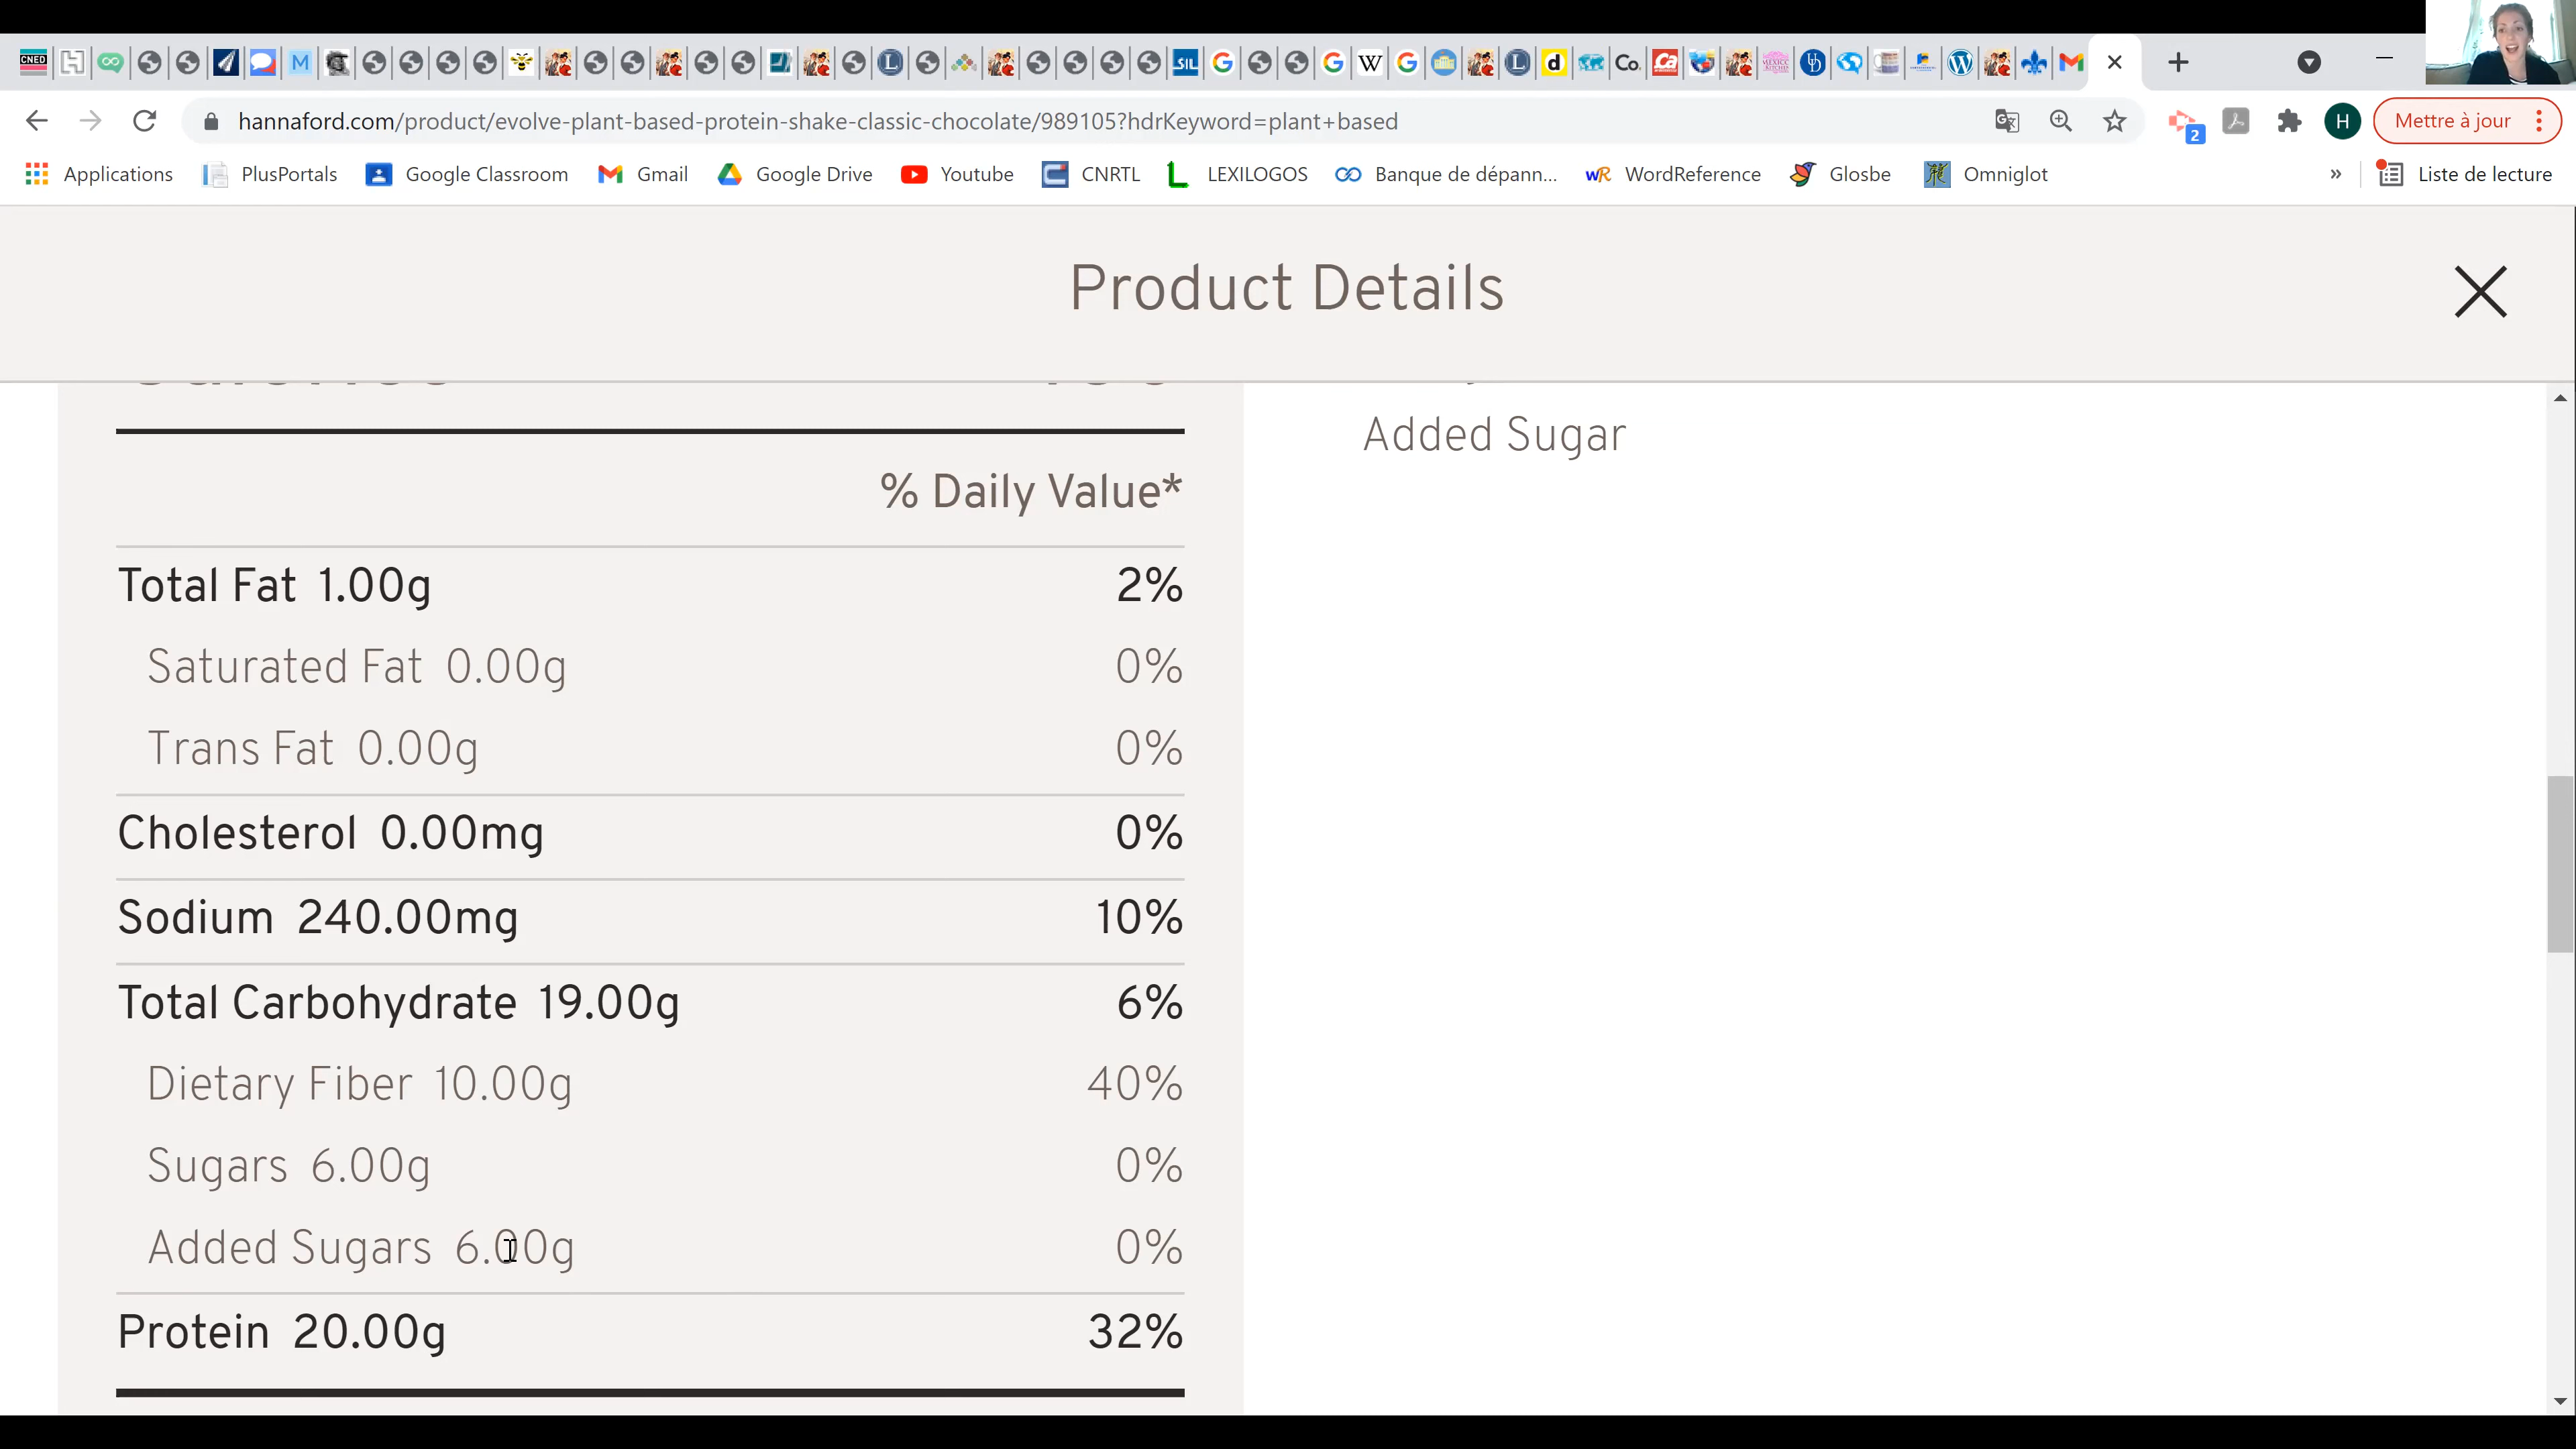 hannaford.com/product/evolve-plant-based-protein-shake-classic-chocolate/989105?hdrKeyword=plant+based
2
H
Mettre à jour
Applications
PlusPortals
Google Classroom
Gmail
Google Drive
Youtube
CNRTL
LEXILOGOS
Banque de dépann...
WordReference
Glosbe
Omniglot
»
Liste de lecture
Product Details
Added Sugar
% Daily Value*
Total Fat 1.00g 2%
Saturated Fat 0.00g 0%
Trans Fat 0.00g 0%
Cholesterol 0.00mg 0%
Sodium 240.00mg 10%
Total Carbohydrate 19.00g 6%
Dietary Fiber 10.00g 40%
Sugars 6.00g 0%
Added Sugars 6.00g 0%
Protein 20.00g 32%